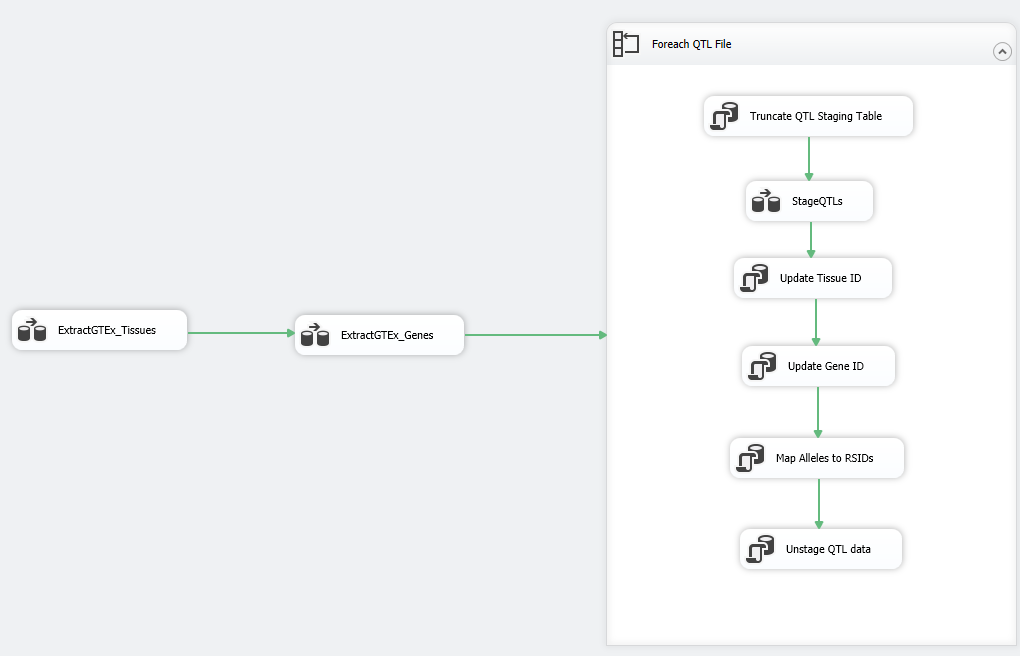 ExtractGTEx_Tissues
ExtractGTEx_Genes
Foreach QTL File
Truncate QTL Staging Table
StageQTLs
Update Tissue ID
Update Gene ID
Map Alleles to RSIDs
Unstage QTL data